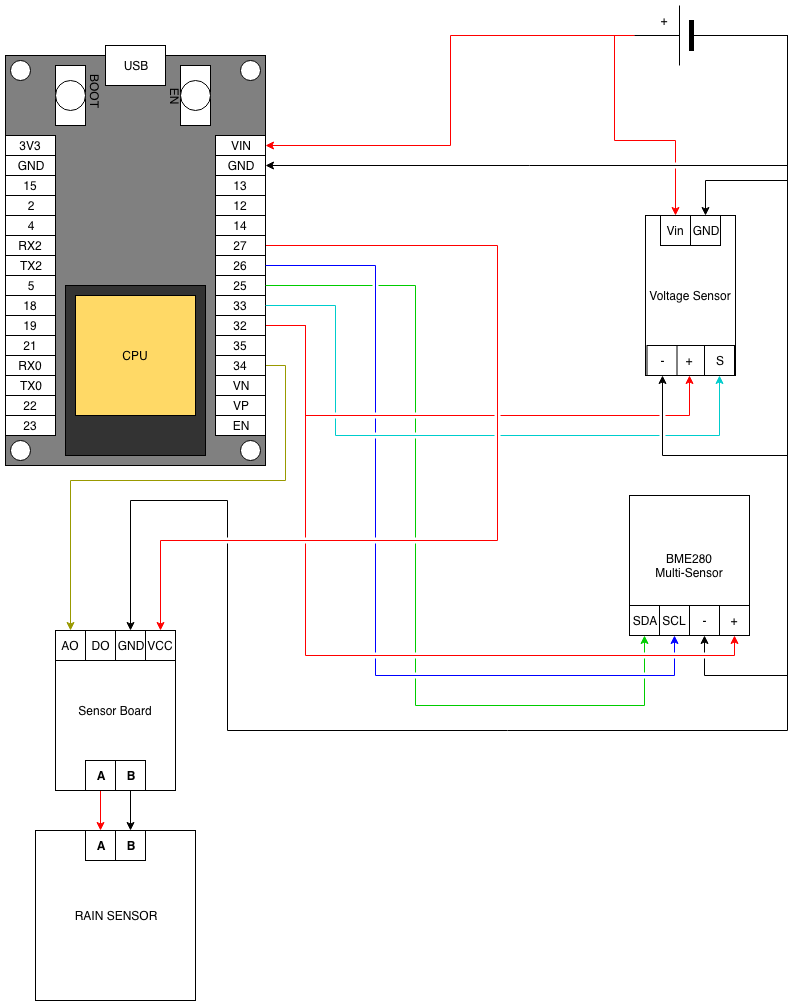 +
USB
BOOT
EN
3V3
GND
15
2
4
RX2
TX2
5
18
19
21
RX0
TX0
22
23
VIN
GND
13
12
14
27
26
25
33
32
35
34
VN
VP
EN
CPU
Vin GND
Voltage Sensor
- + S
BME280
Multi-Sensor
SDA SCL - +
AO DO GND VCC
Sensor Board
A B
A B
RAIN SENSOR